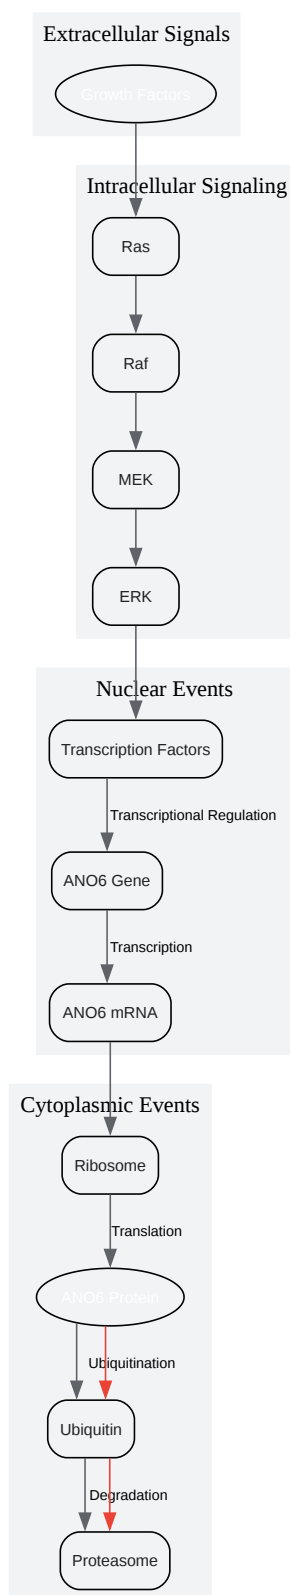 Extracellular Signals
Growth Factors
Intracellular Signaling
Ras
Raf
MEK
ERK
Nuclear Events
Transcription Factors
Transcriptional Regulation
ANO6 Gene
Transcription
ANO6 mRNA
Cytoplasmic Events
Ribosome
Translation
ANO6 Protein
Ubiquitination
Ubiquitin
Degradation
Proteasome